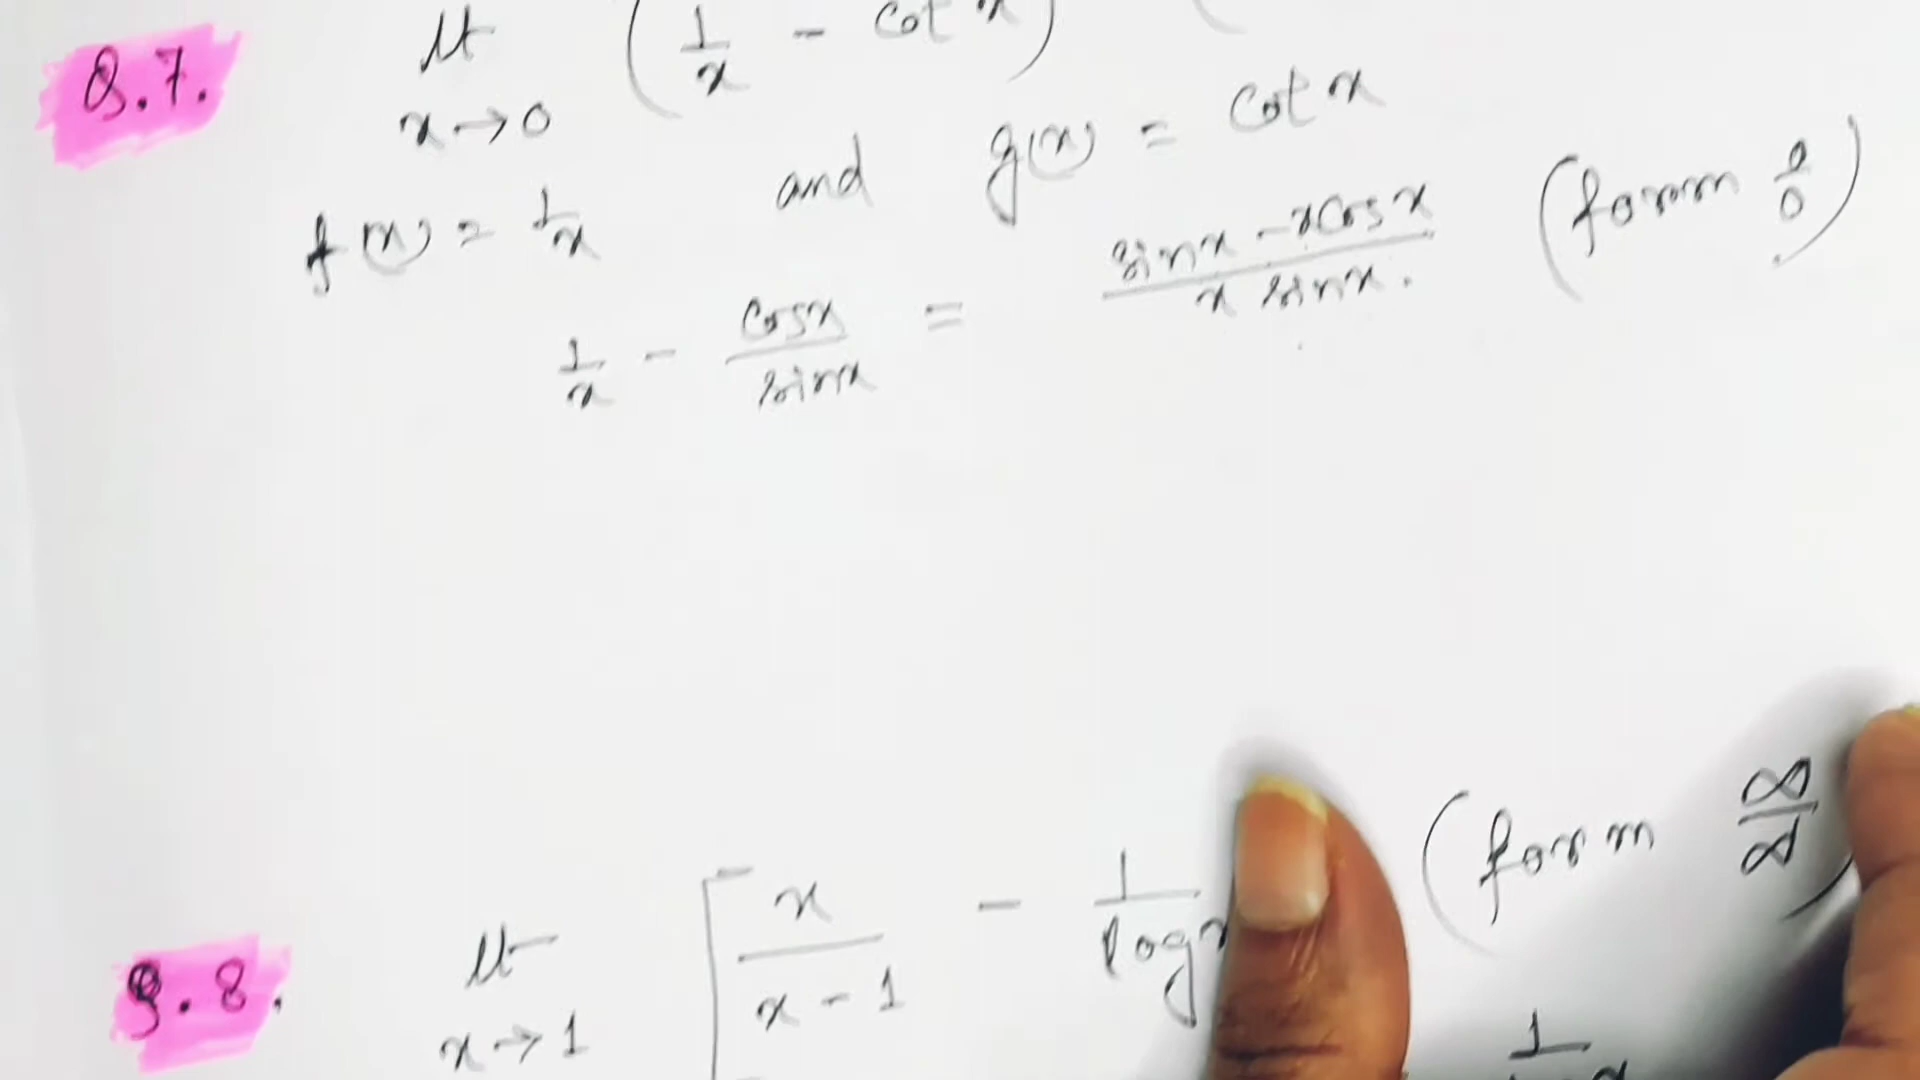 Q.7. lt (1/x - cot x)
x→0
f(x) = 1/x and g(x) = cot x
1/x - cosx/sinx = sinx - xcosx/x sinx. (form 0/0)
Q.8. lt [x/x-1 - 1/log (form ∞/∞)
x→1
1